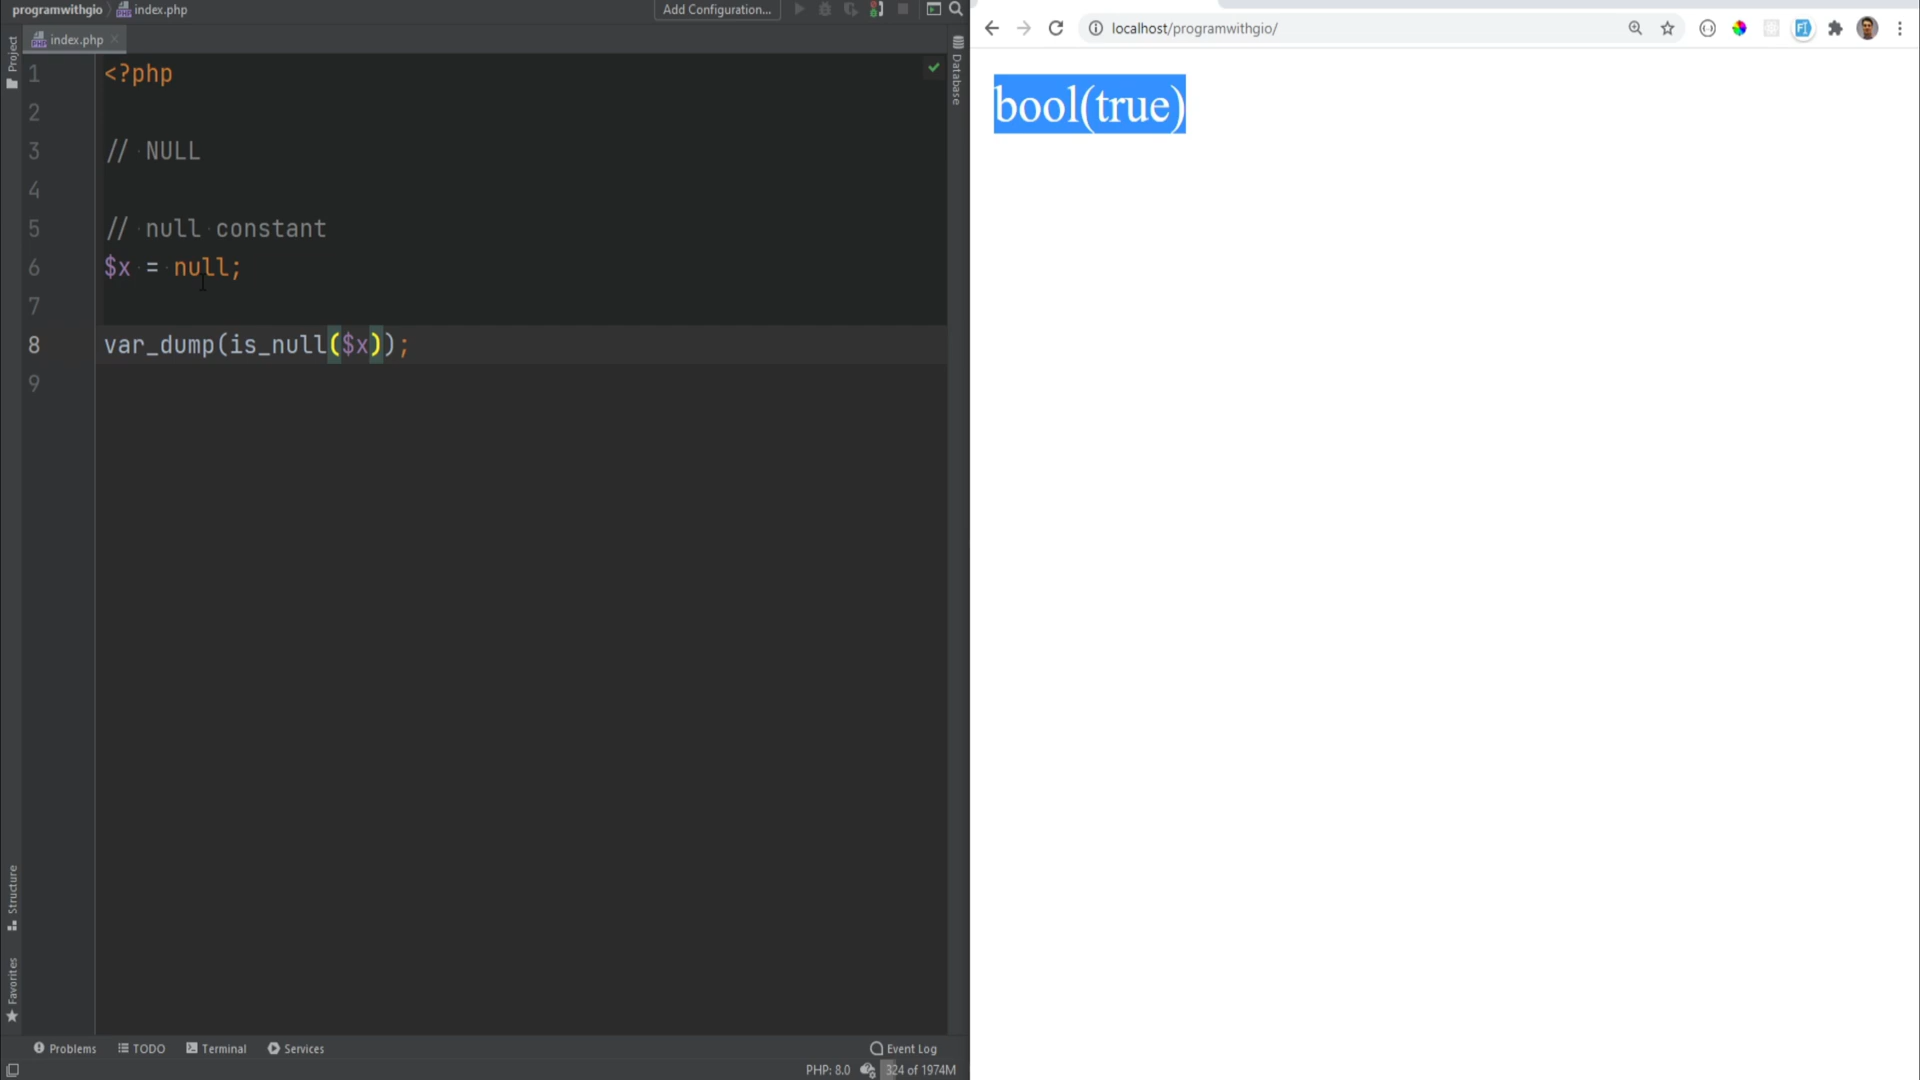 programwithgio
index.php
Add Configuration...
index.php
Project
Database
1 <?php
2
3 // NULL
4
5 // null constant
6 $x = null;
7
8 var_dump(is_null($x));
9
Structure
Favorites
Problems
TODO
Terminal
Services
Event Log
PHP: 8.0
324 of 1974M
localhost/programwithgio/
bool(true)